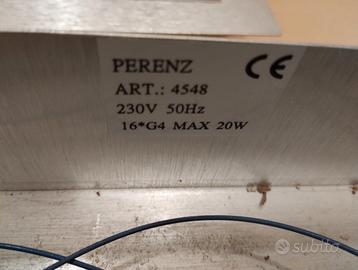 PERENZ CE
ART.: 4548
230V 50Hz
16*G4 MAX 20W
subito